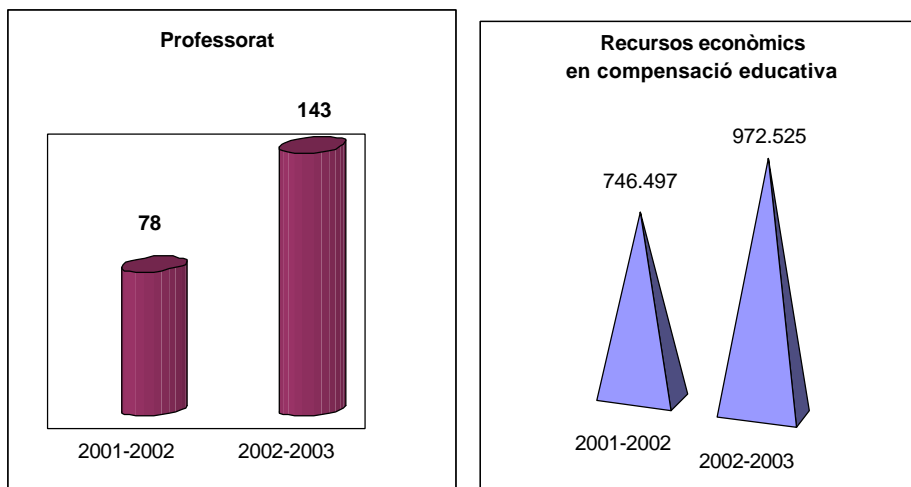 Professorat
143
78
2001-2002
2002-2003
Recursos econòmics
en compensació educativa
972.525
746.497
2001-2002
2002-2003